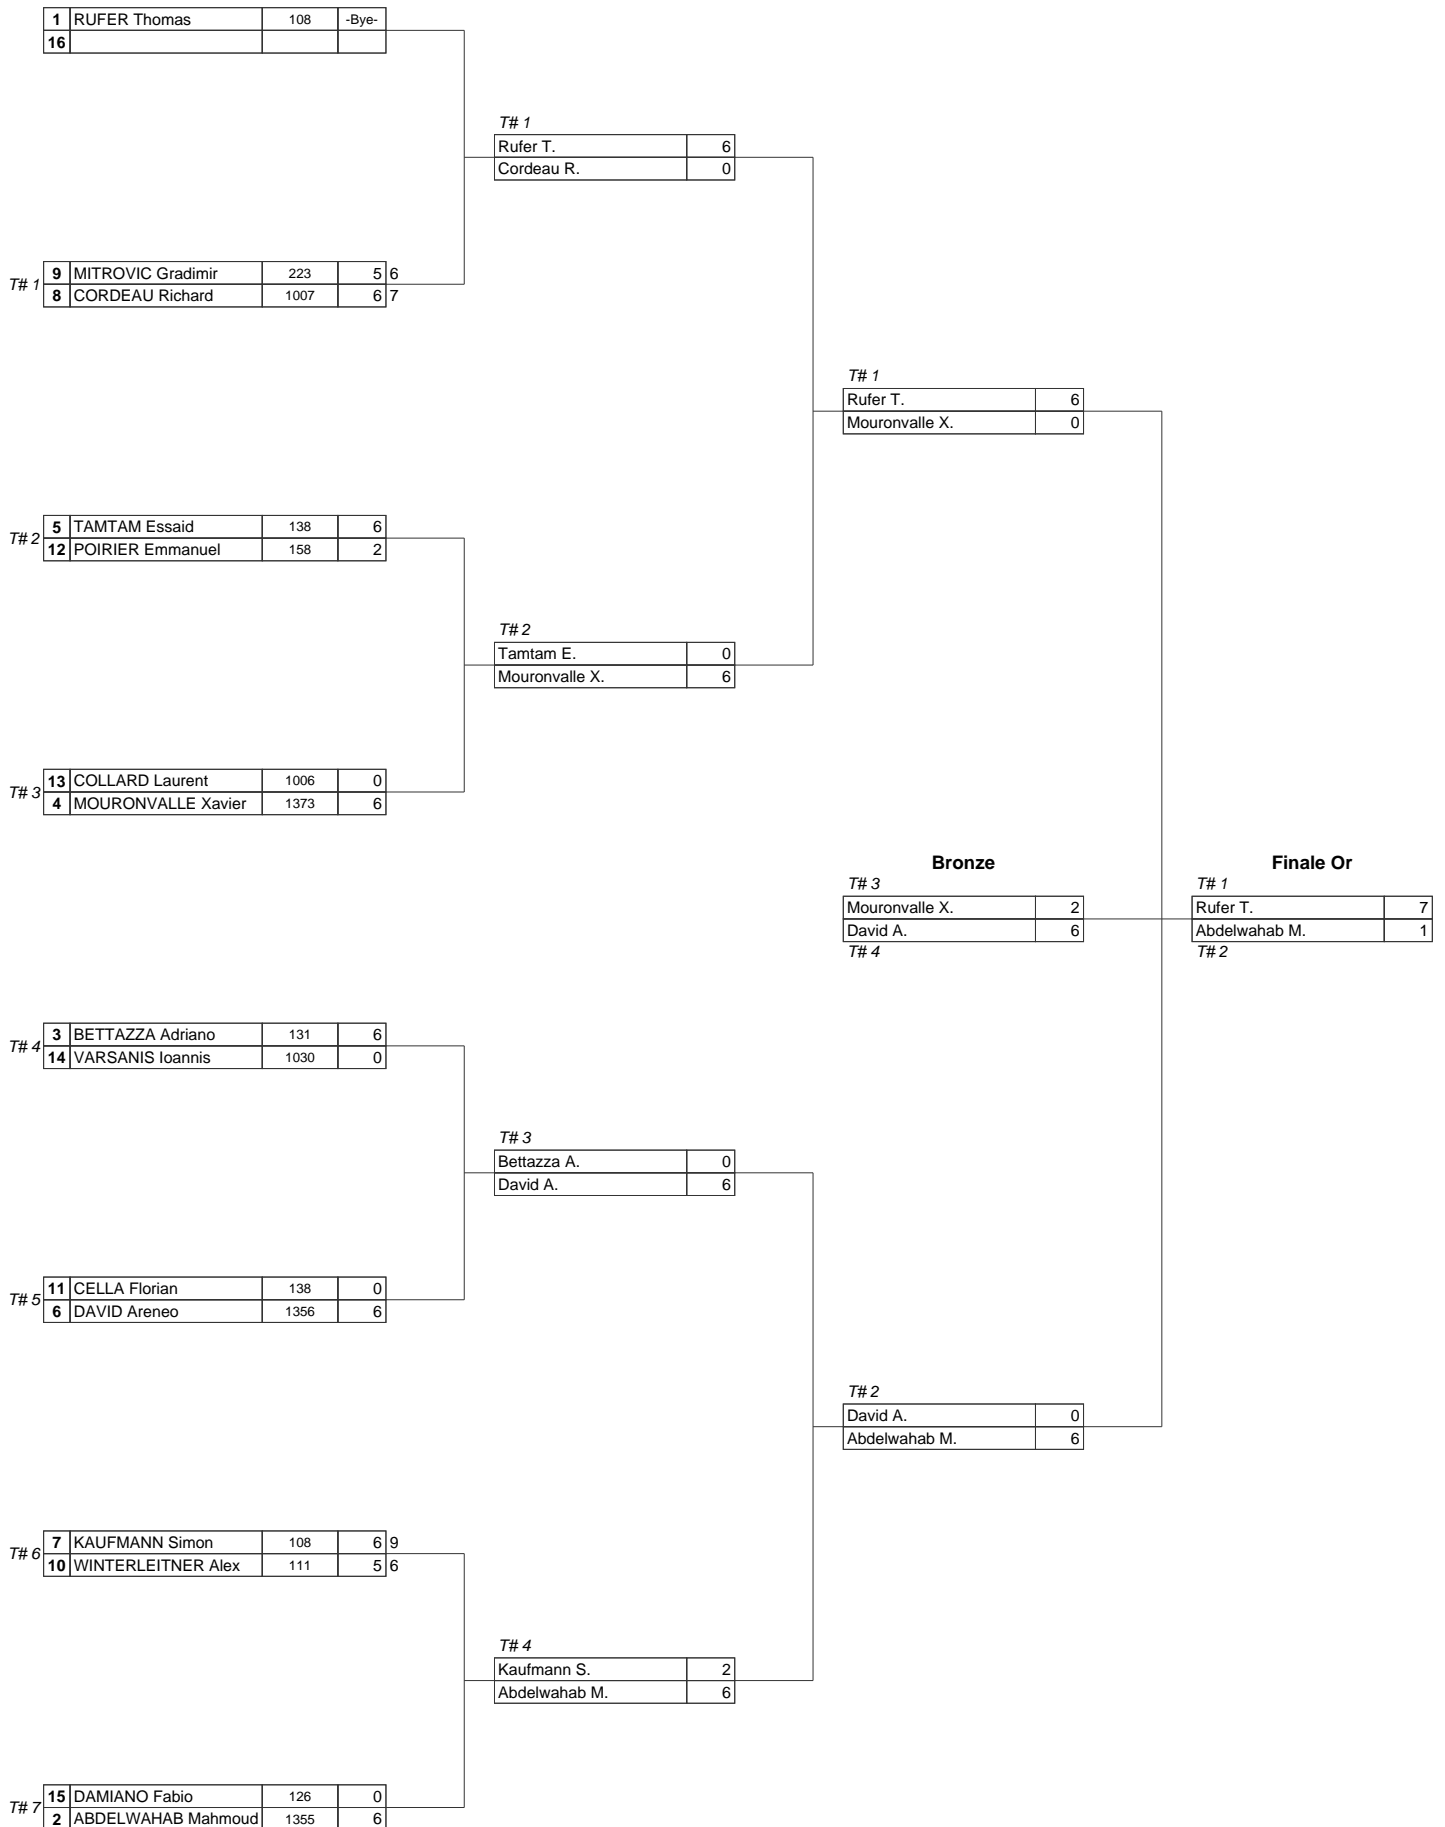 1 RUFER Thomas 108 -Bye-
16
T# 1
Rufer T. 6
Cordeau R. 0
T# 1
9 MITROVIC Gradimir 223 5 6
8 CORDEAU Richard 1007 6 7
T# 1
Rufer T. 6
Mouronvalle X. 0
T# 2
5 TAMTAM Essaid 138 6
12 POIRIER Emmanuel 158 2
T# 2
Tamtam E. 0
Mouronvalle X. 6
T# 3
13 COLLARD Laurent 1006 0
4 MOURONVALLE Xavier 1373 6
Bronze
T# 3
Mouronvalle X. 2
David A. 6
T# 4
Finale Or
T# 1
Rufer T. 7
Abdelwahab M. 1
T# 2
T# 4
3 BETTAZZA Adriano 131 6
14 VARSANIS Ioannis 1030 0
T# 3
Bettazza A. 0
David A. 6
T# 5
11 CELLA Florian 138 0
6 DAVID Areneo 1356 6
T# 2
David A. 0
Abdelwahab M. 6
T# 6
7 KAUFMANN Simon 108 6 9
10 WINTERLEITNER Alex 111 5 6
T# 4
Kaufmann S. 2
Abdelwahab M. 6
T# 7
15 DAMIANO Fabio 126 0
2 ABDELWAHAB Mahmoud 1355 6